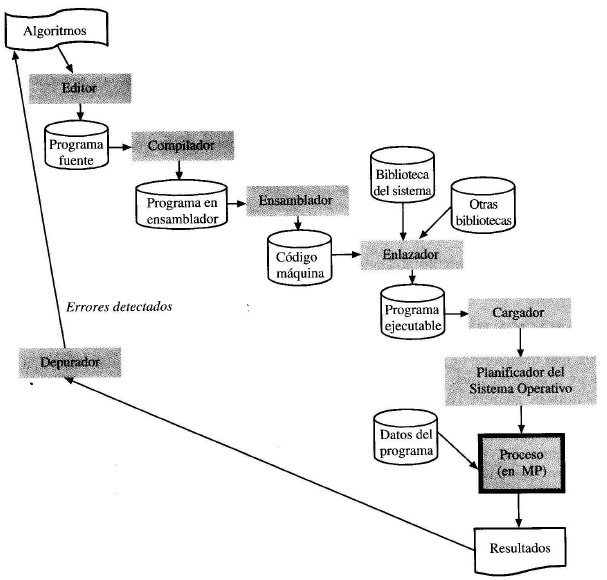 Algoritmos
Editor
Programa
fuente
Compilador
Programa en
ensamblador
Ensamblador
Código
máquina
Biblioteca
del sistema
Otras
bibliotecas
Enlazador
Programa
ejecutable
Cargador
Errores detectados
Depurador
Planificador del
Sistema Operativo
Datos del
programa
Proceso
(en MP)
Resultados